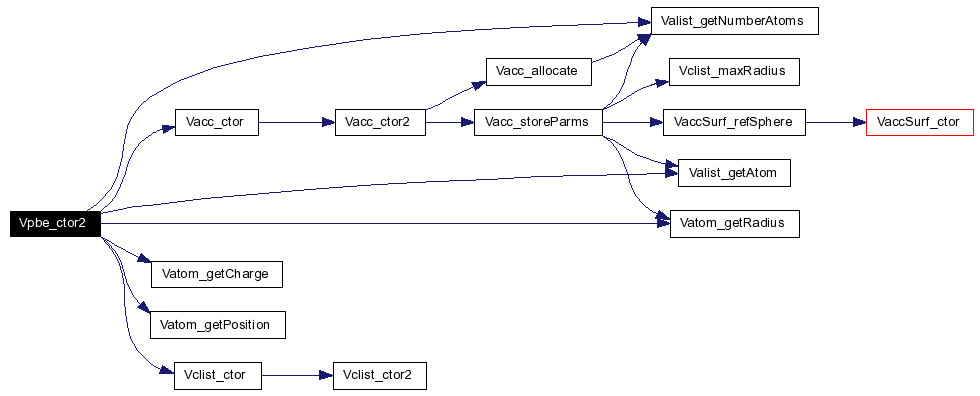 Valist_getNumberAtoms
Vacc_allocate
Vclist_maxRadius
Vacc_ctor
Vacc_ctor2
Vacc_storeParms
VaccSurf_refSphere
VaccSurf_ctor
Valist_getAtom
Vpbe_ctor2
Vatom_getRadius
Vatom_getCharge
Vatom_getPosition
Vclist_ctor
Vclist_ctor2